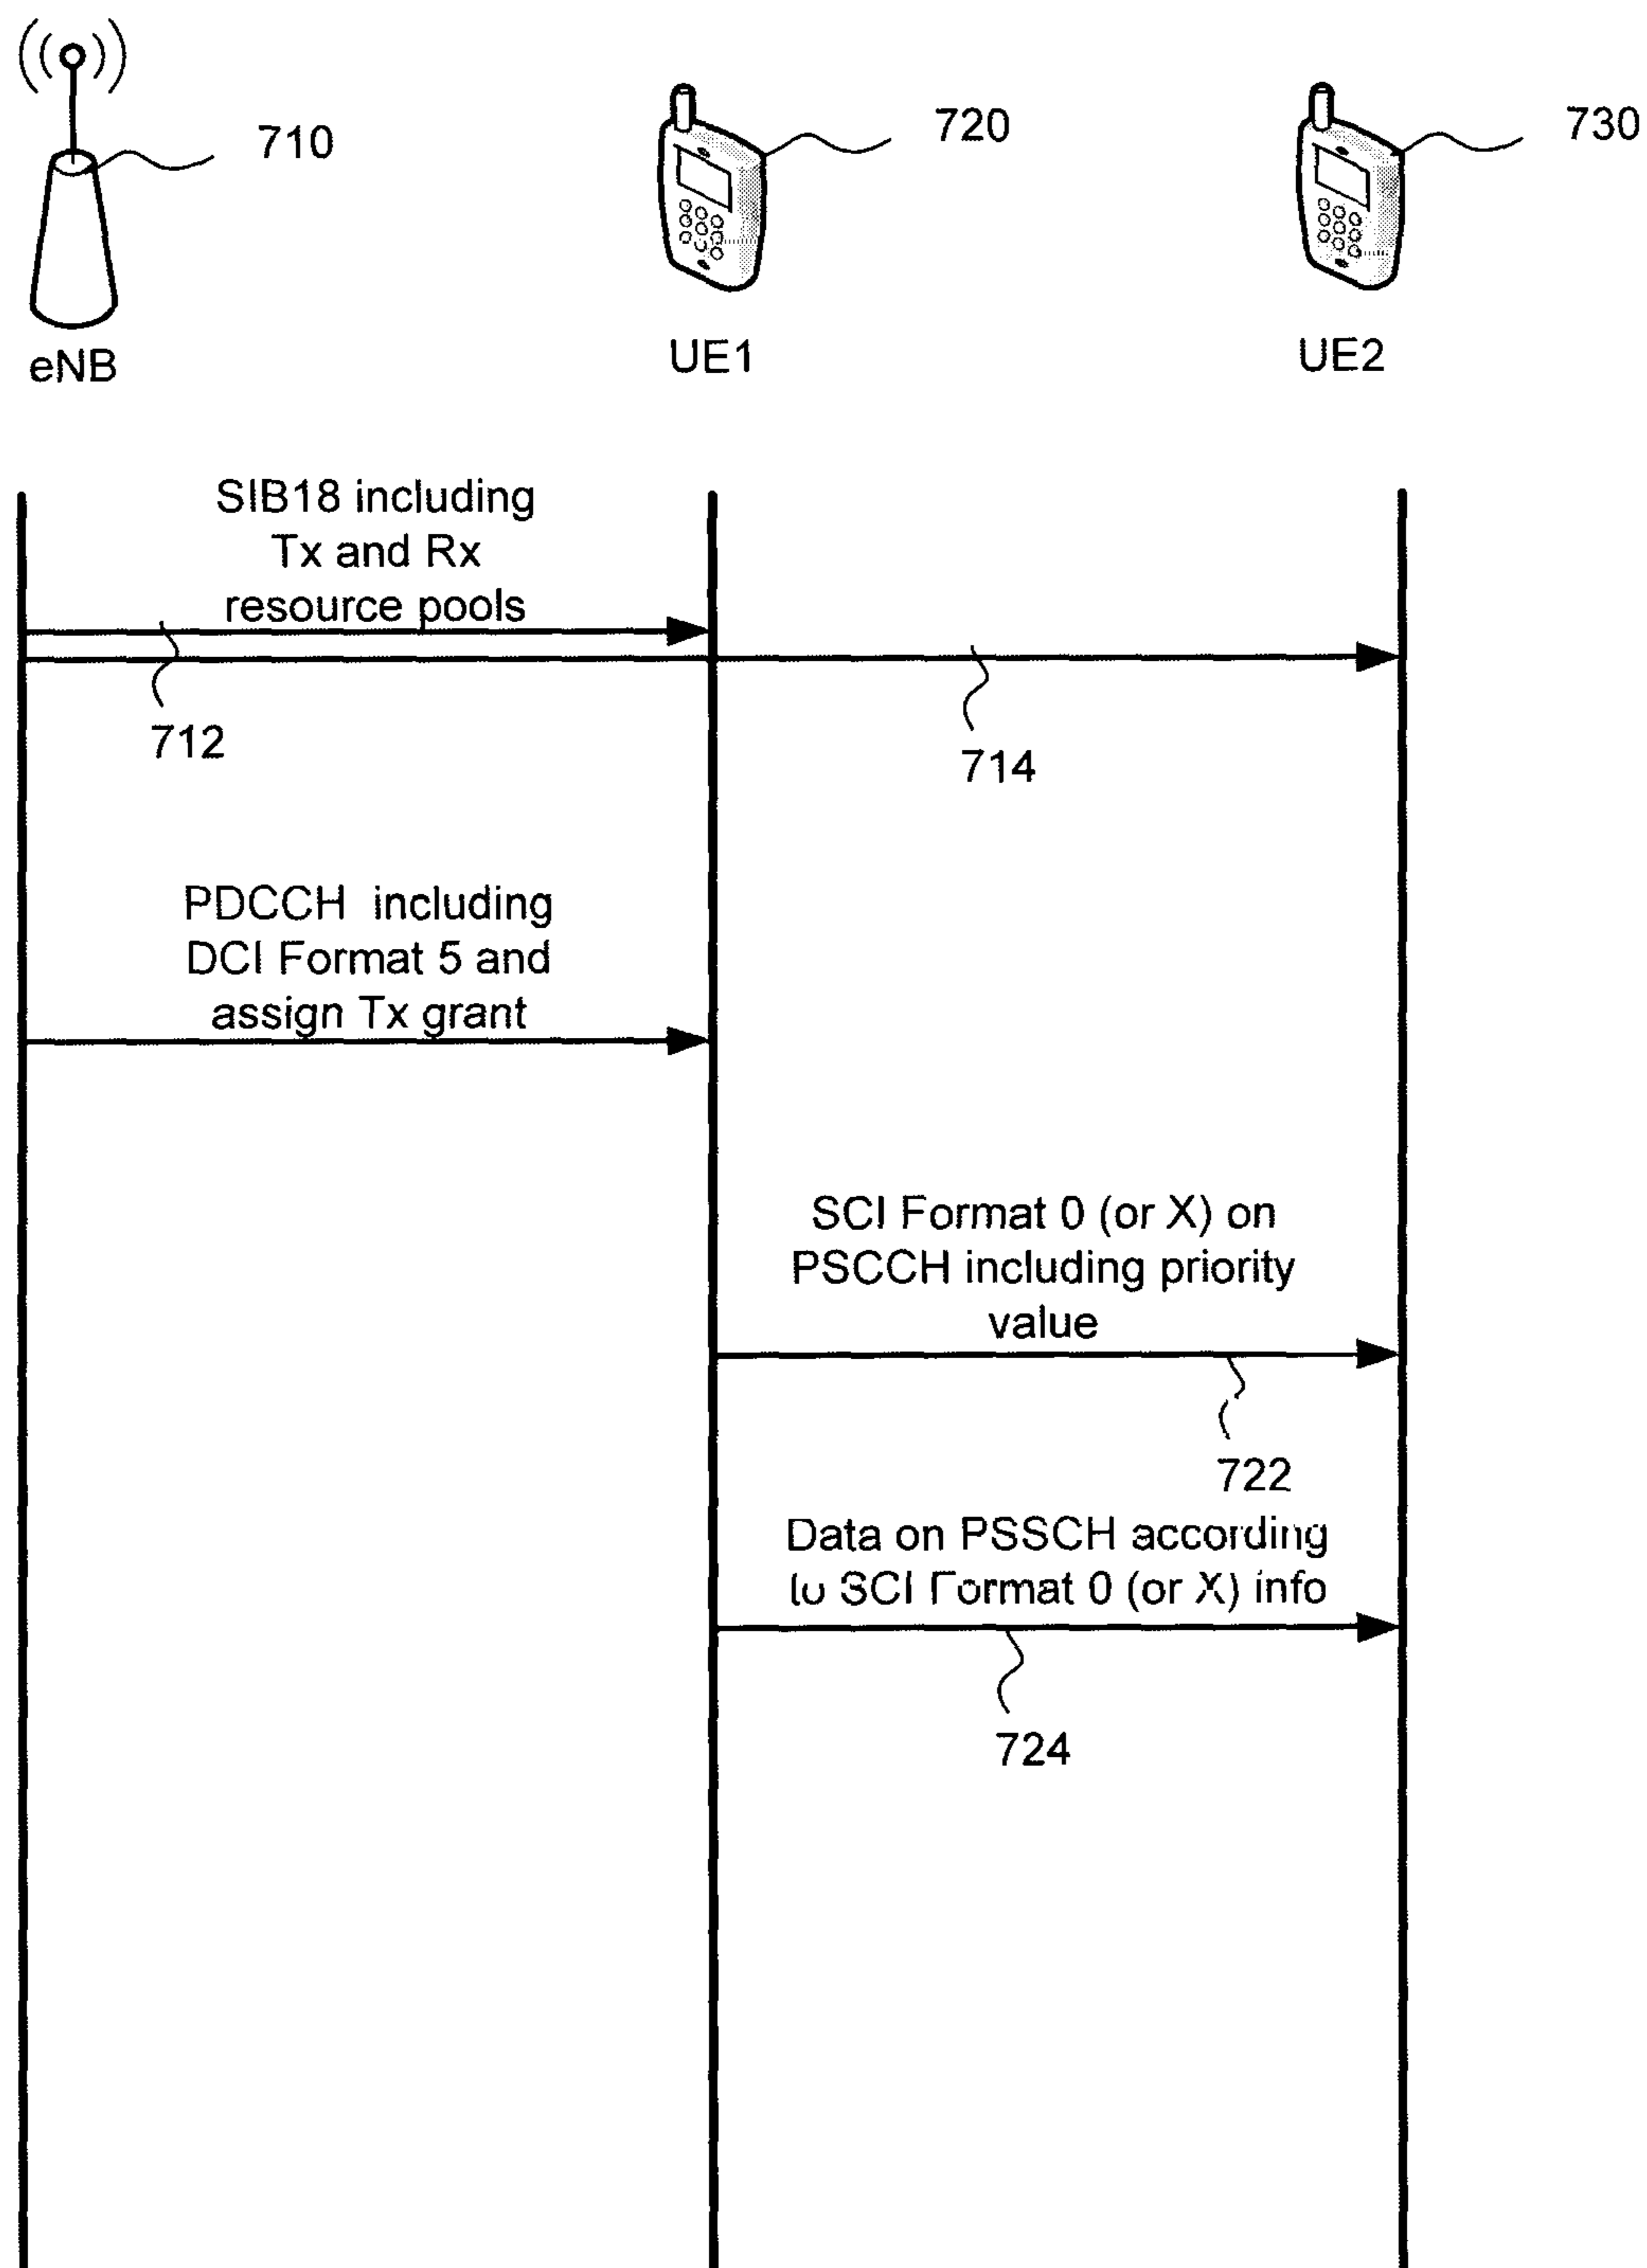 710
720
730
eNB
UE1
UE2
SIB18 including
Tx and Rx
resource pools
712
714
PDCCH including
DCI Format 5 and
assign Tx grant
SCI Format 0 (or X) on
PSCCH including priority
value
722
Data on PSSCH according
to SCI Format 0 (or X) info
724